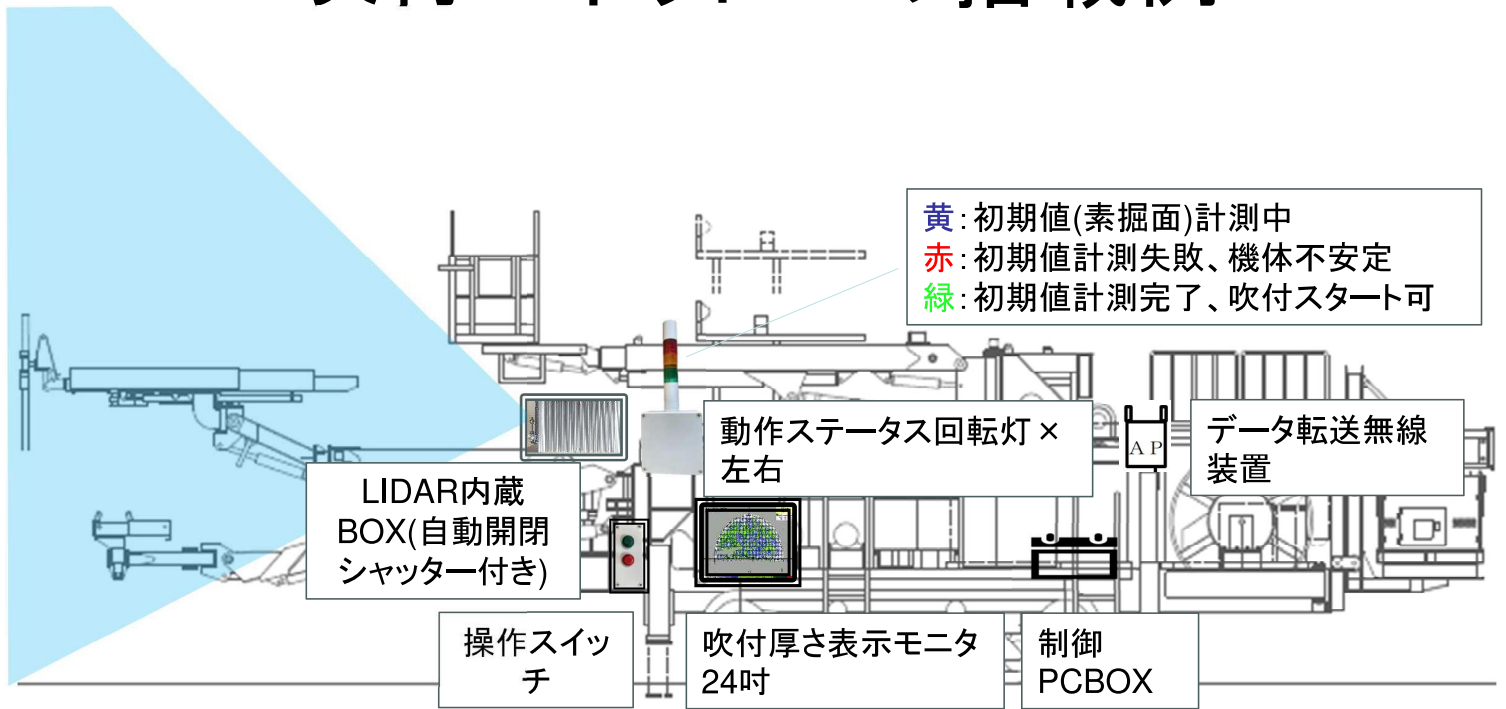 黄：初期値(素掘面)計測中
赤：初期値計測失敗、機体不安定
緑：初期値計測完了、吹付スタート可
動作ステータス回転灯×
左右
A P
データ転送無線
装置
LIDAR内蔵
BOX(自動開閉
シャッター付き)
操作スイッ
チ
吹付厚さ表示モニタ
24吋
制御
PCBOX